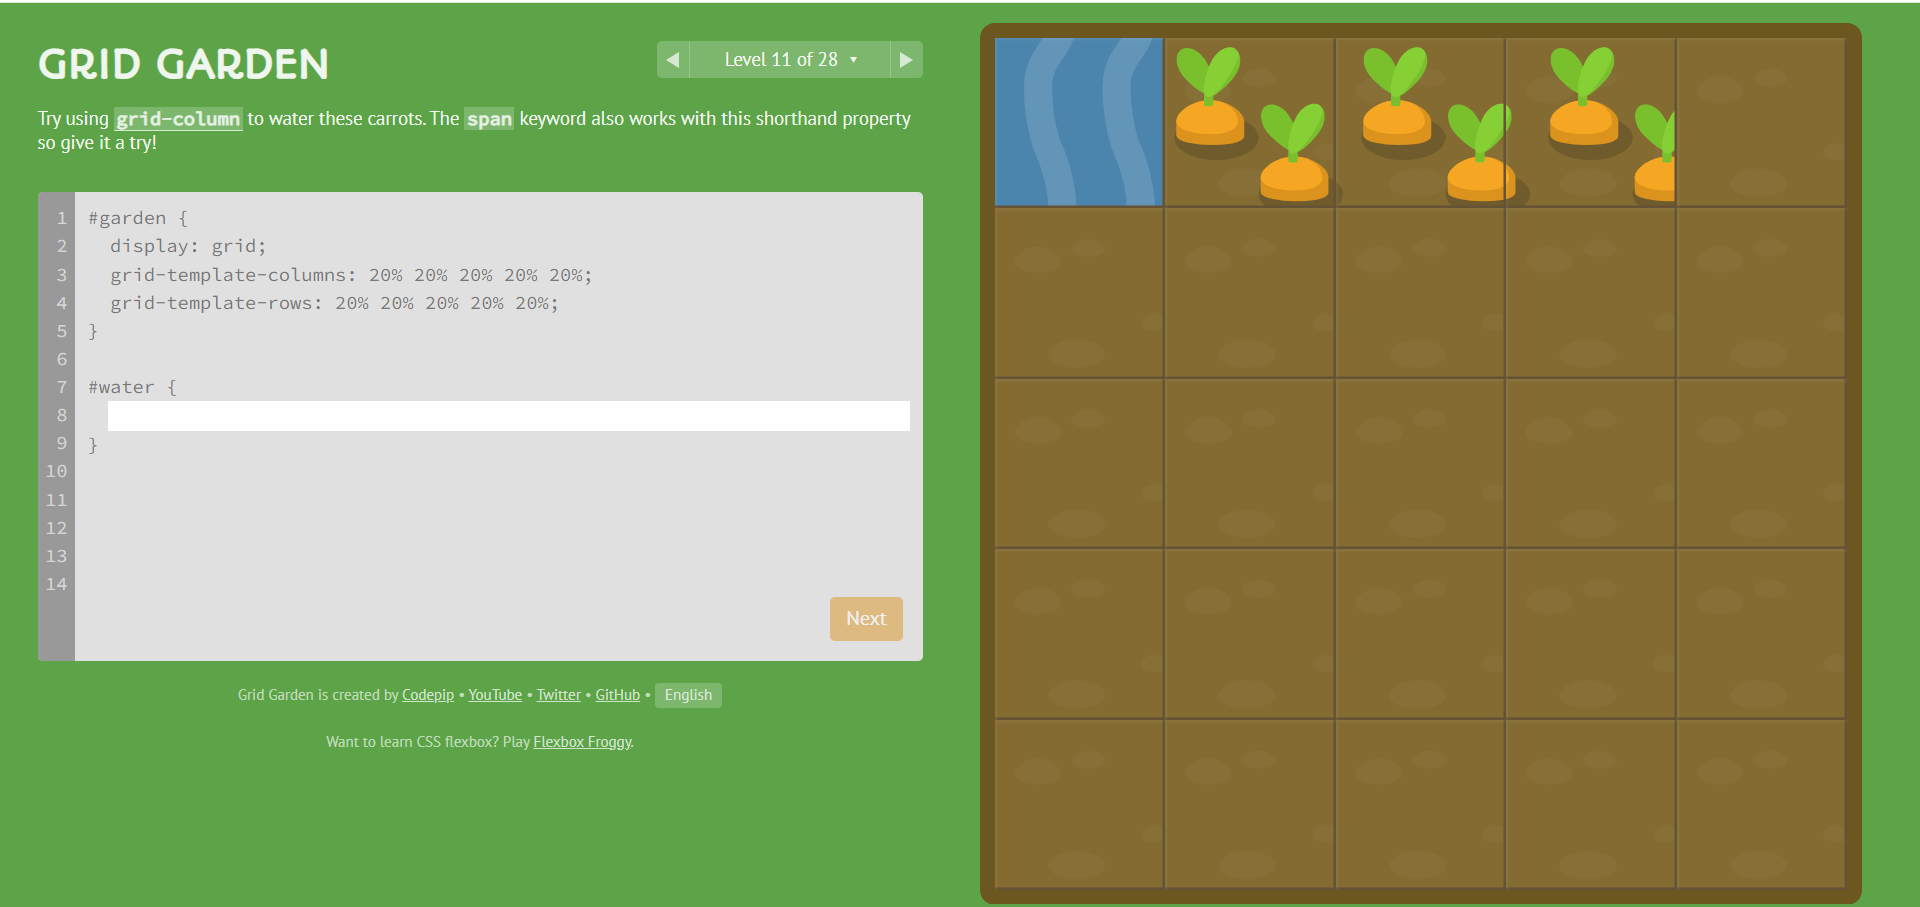 GRID GARDEN
◀ Level 11 of 28 ▼ ▶
Try using grid-column to water these carrots. The span keyword also works with this shorthand property
so give it a try!
1 #garden {
2 display: grid;
3 grid-template-columns: 20% 20% 20% 20% 20%;
4 grid-template-rows: 20% 20% 20% 20% 20%;
5 }
6
7 #water {
8
9 }
10
11
12
13
14
Next
Grid Garden is created by Codepip • YouTube • Twitter • GitHub • English
Want to learn CSS flexbox? Play Flexbox Froggy.